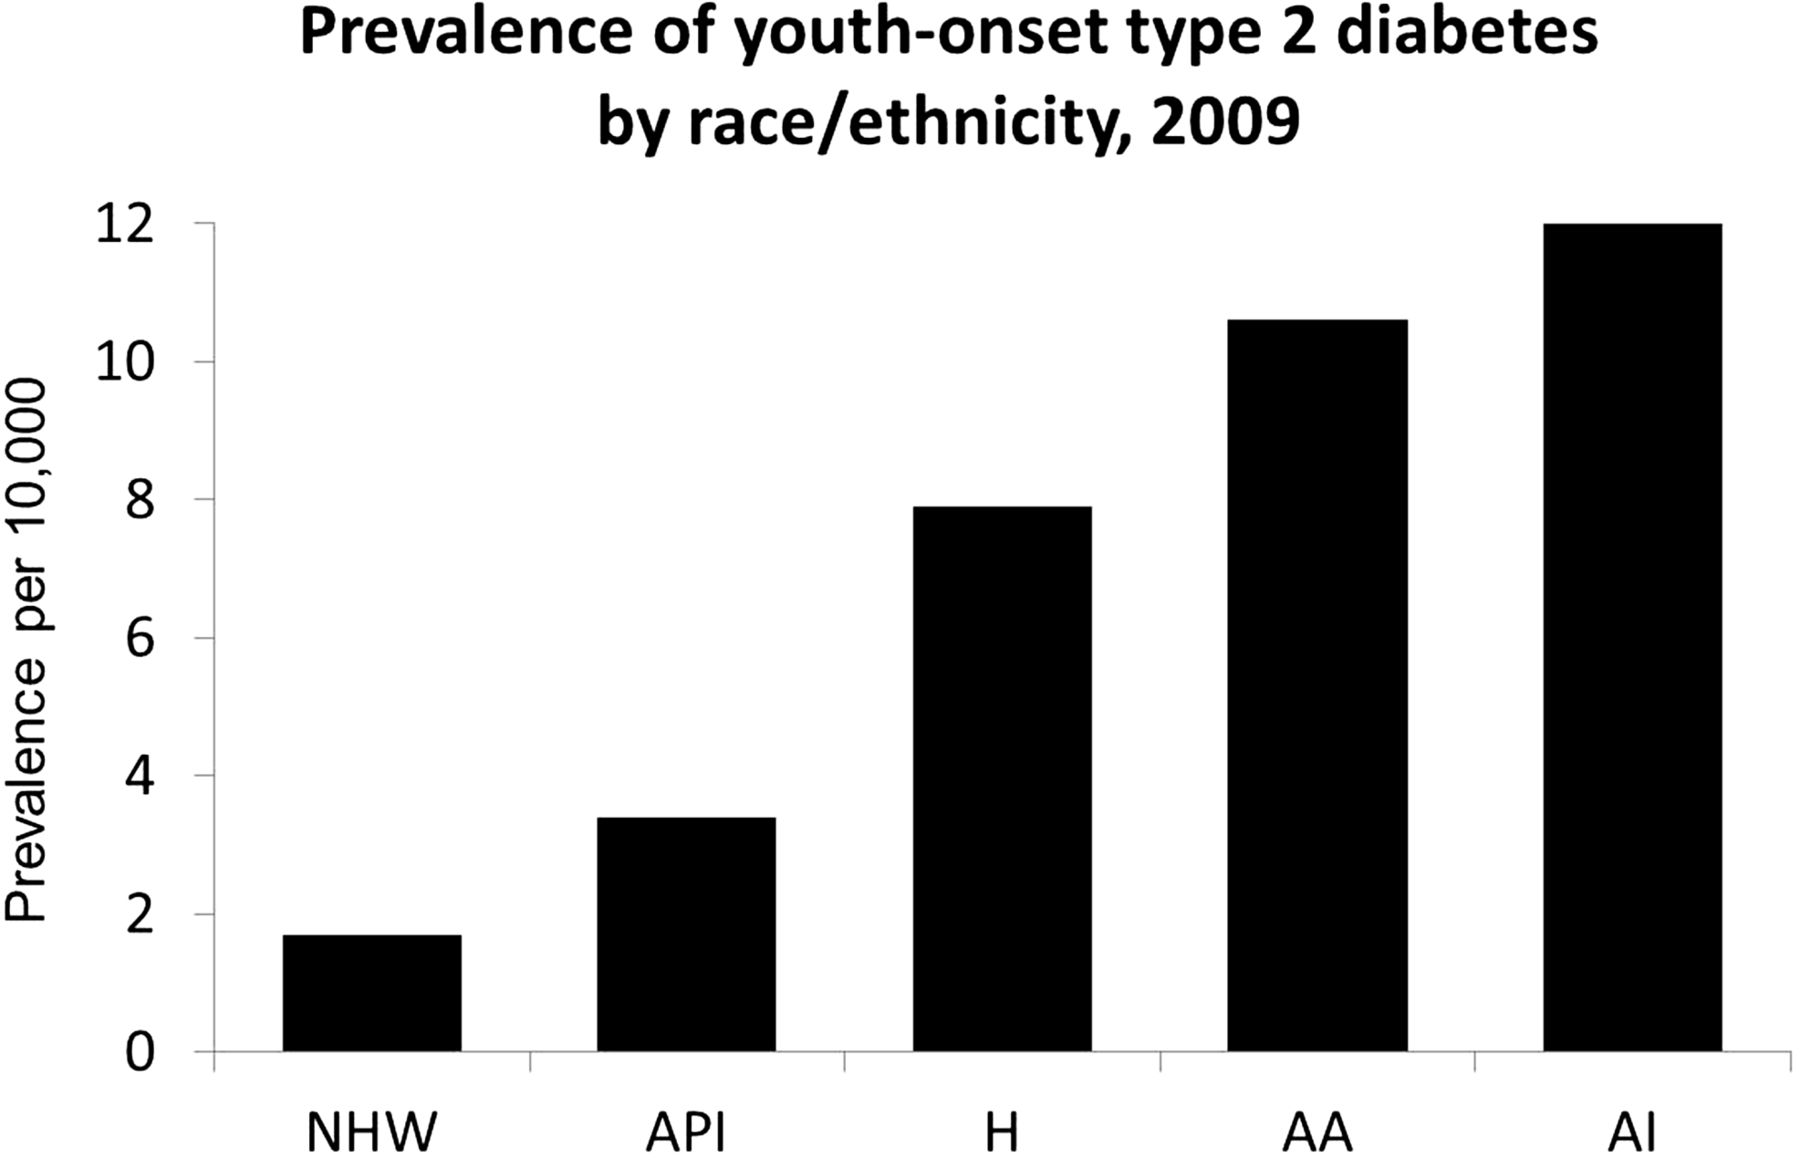 Prevalence of youth-onset type 2 diabetes
by race/ethnicity, 2009
Prevalence per 10,000
12
10
8
6
4
2
0
NHW API H AA AI